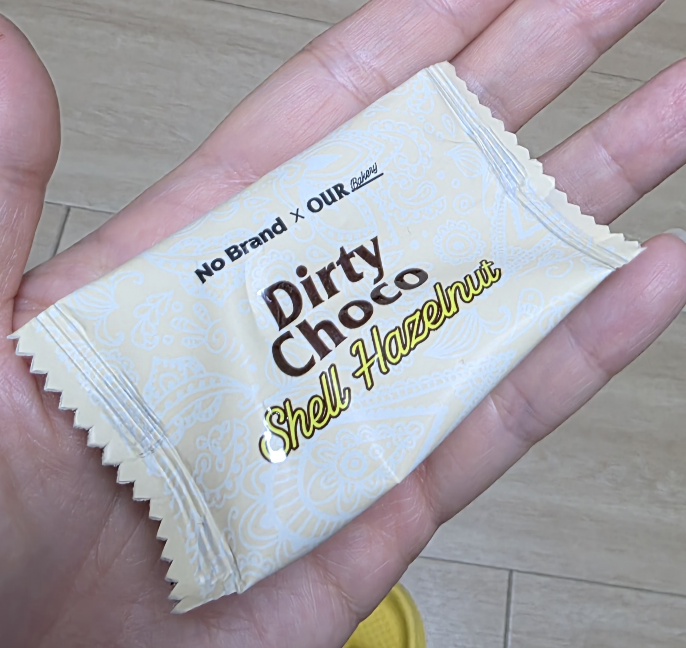 No Brand x OUR Bakery
Dirty
Choco
Shell Hazelnut